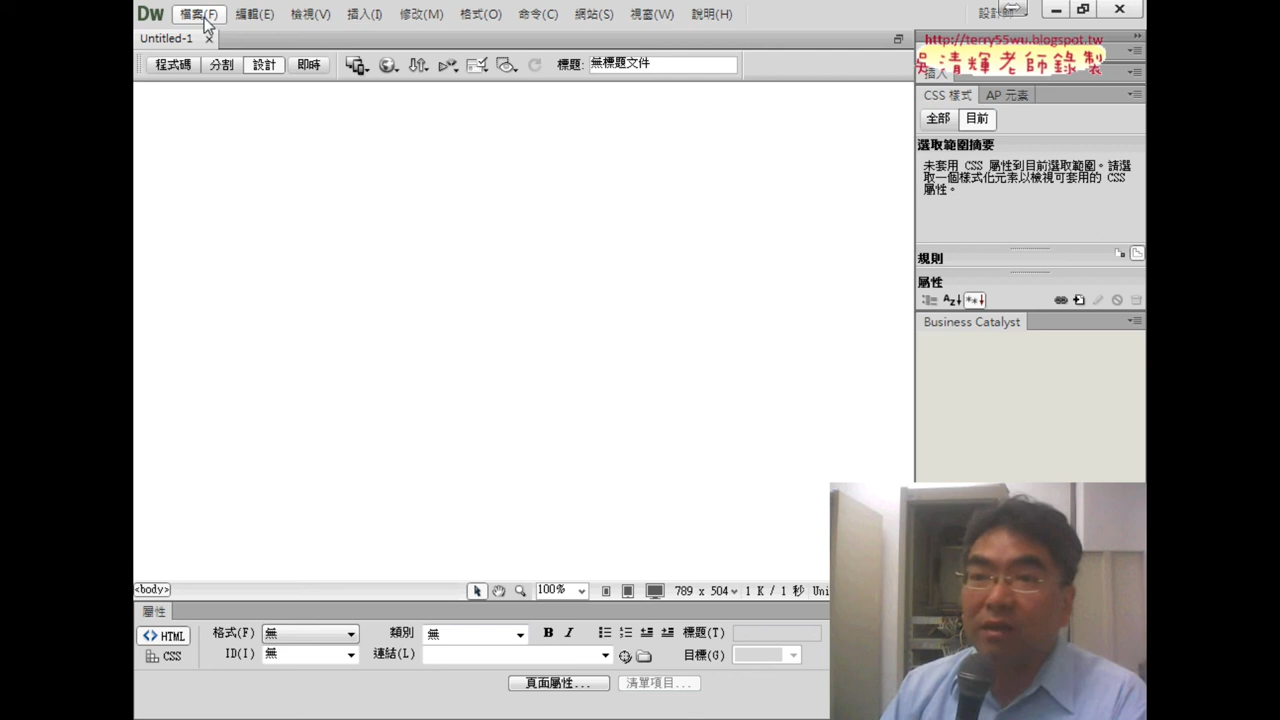 Dw 檔案(F) 編輯(E) 檢視(V) 插入(I) 修改(M) 格式(O) 命令(C) 網站(S) 視窗(W) 說明(H)
Untitled-1
http://terry55wu.blogspot.tw
吳清輝老師錄製
程式碼 分割 設計 即時 標題: 無標題文件
插入
CSS 樣式 AP 元素
全部 目前
選取範圍摘要
未套用 CSS 屬性到目前選取範圍。請選
取一個樣式化元素以檢視可套用的 CSS
屬性。
規則
屬性
Business Catalyst
<body> 100% 789 x 504 1 K / 1 秒 Uni
屬性
HTML 格式(F) 無 類別 無 B I 標題(T)
CSS ID(I) 無 連結(L) 目標(G)
頁面屬性... 清單項目...